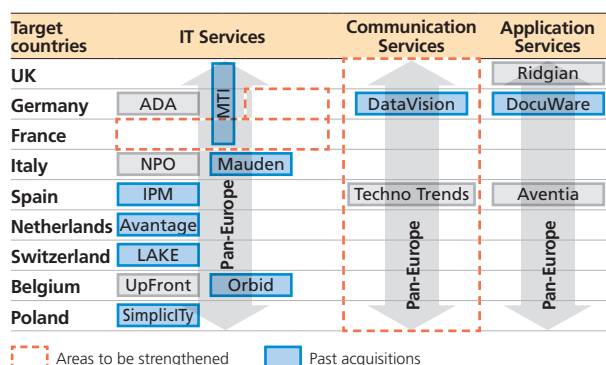 Target countries IT Services Communication Services Application Services
UK Ridgian
Germany ADA MTI DataVision DocuWare
France
Italy NPO Mauden
Spain IPM Techno Trends Aventia
Netherlands Avantage
Switzerland LAKE
Belgium UpFront Orbid
Poland SimplicITy
Pan-Europe
Pan-Europe
Pan-Europe
Areas to be strengthened Past acquisitions